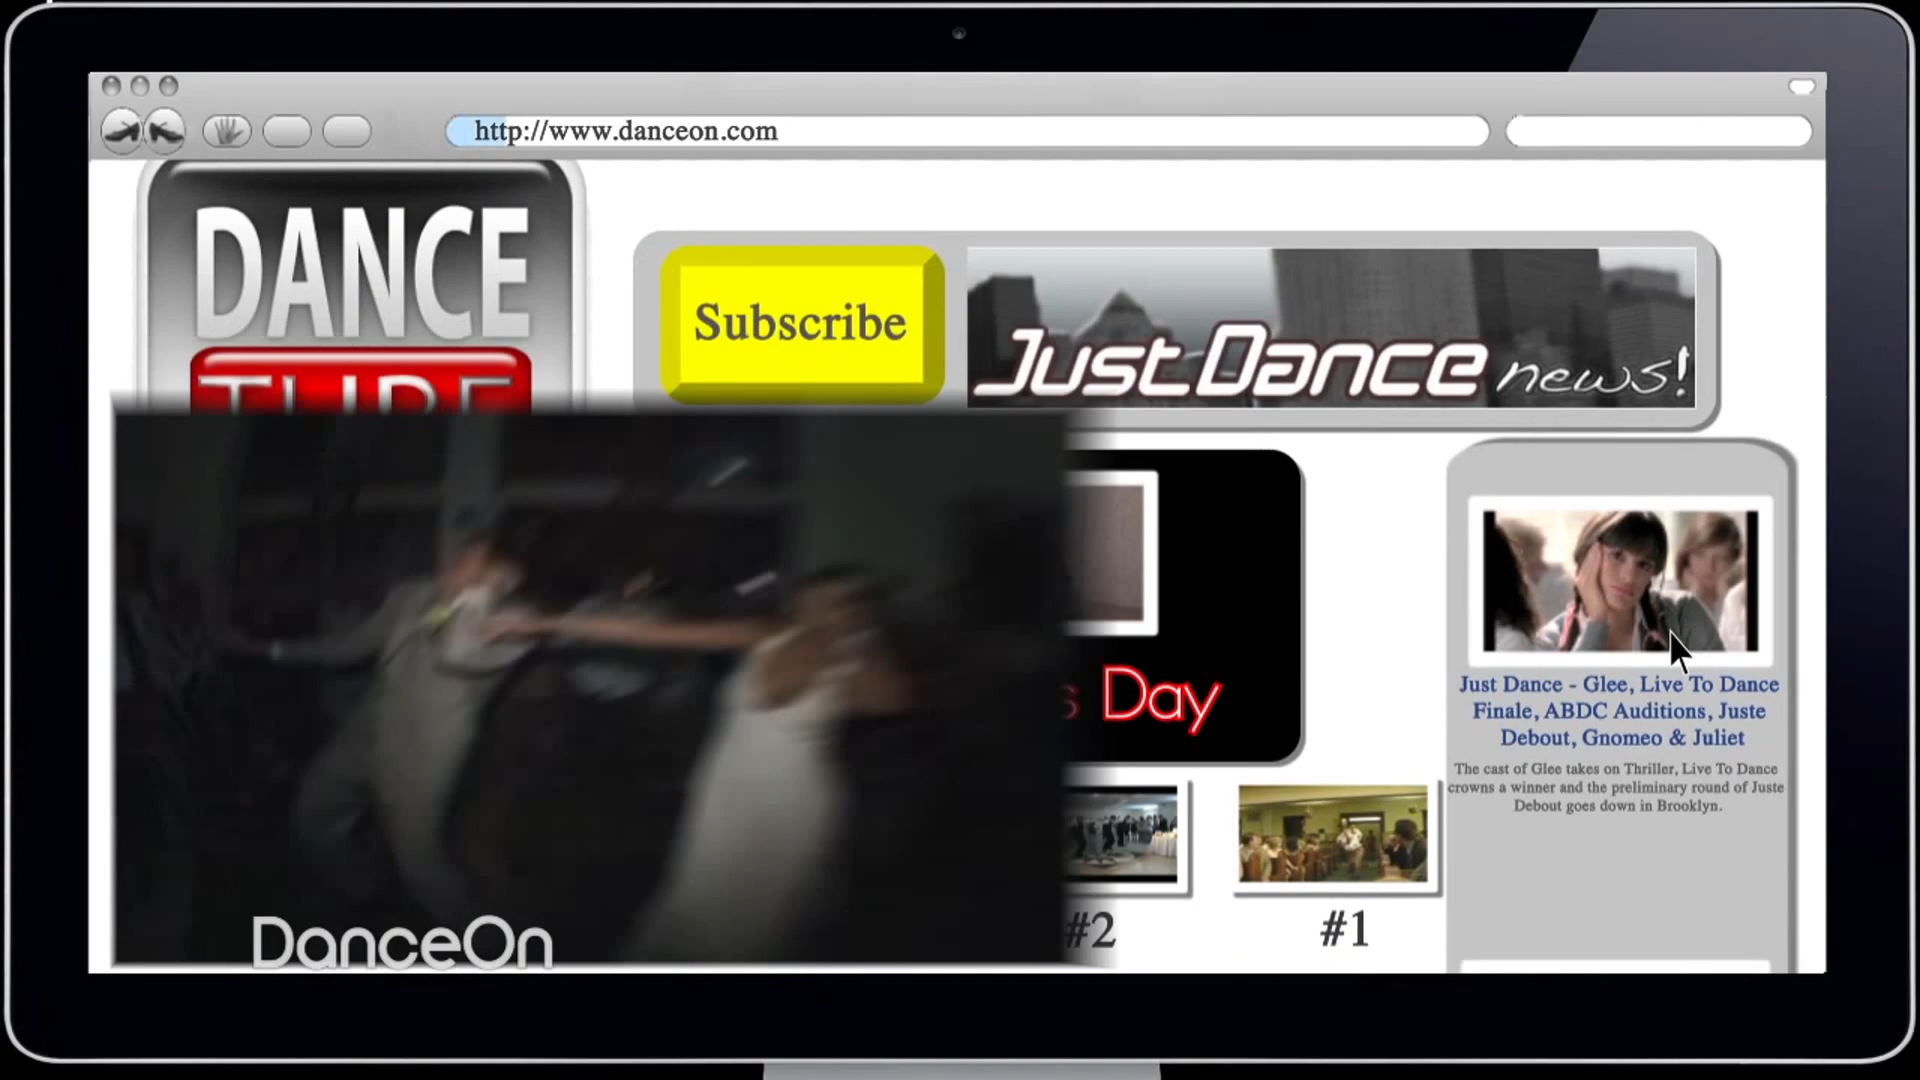 http://www.danceon.com
DANCE
TUBE
Subscribe
Just Dance news!
s Day
Just Dance - Glee, Live To Dance
Finale, ABDC Auditions, Juste
Debout, Gnomeo & Juliet
The cast of Glee takes on Thriller, Live To Dance
crowns a winner and the preliminary round of Juste
Debout goes down in Brooklyn.
#2
#1
DanceOn